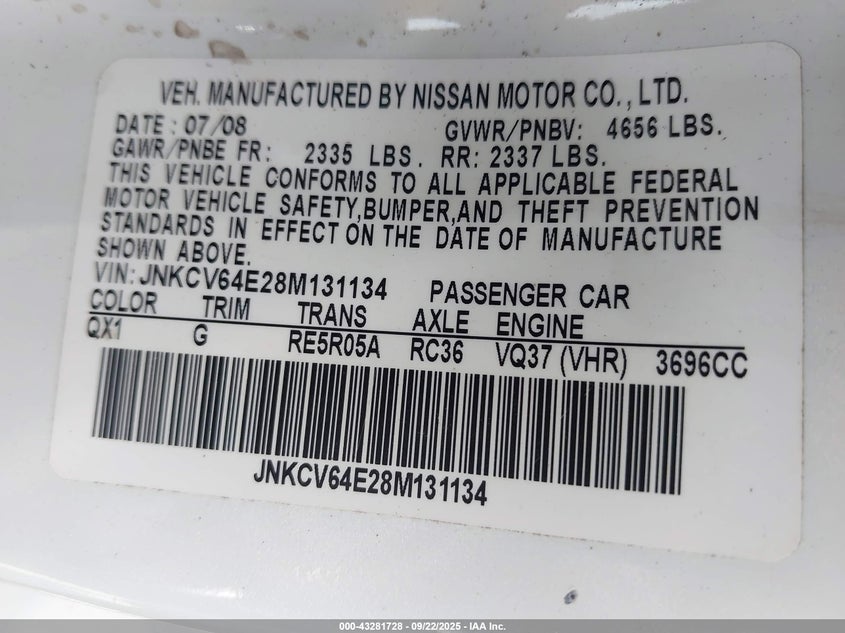 VEH. MANUFACTURED BY NISSAN MOTOR CO., LTD.
DATE : 07/08 GVWR/PNBV: 4656 LBS.
GAWR/PNBE FR: 2335 LBS. RR: 2337 LBS.
THIS VEHICLE CONFORMS TO ALL APPLICABLE FEDERAL
MOTOR VEHICLE SAFETY,BUMPER,AND THEFT PREVENTION
STANDARDS IN EFFECT ON THE DATE OF MANUFACTURE
SHOWN ABOVE.
VIN: JNKCV64E28M131134 PASSENGER CAR
COLOR TRIM TRANS AXLE ENGINE
QX1 G RE5R05A RC36 VQ37 (VHR) 3696CC
JNKCV64E28M131134
000-43281728 - 09/22/2025 - IAA Inc.